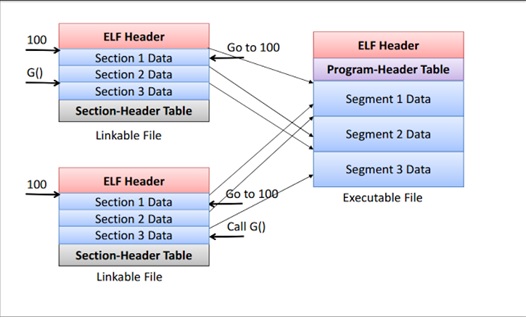 100
ELF Header
Section 1 Data
Go to 100
G()
Section 2 Data
Section 3 Data
Section-Header Table
Linkable File
100
ELF Header
Section 1 Data
Go to 100
Section 2 Data
Section 3 Data
Call G()
Section-Header Table
Linkable File
ELF Header
Program-Header Table
Segment 1 Data
Segment 2 Data
Segment 3 Data
Executable File